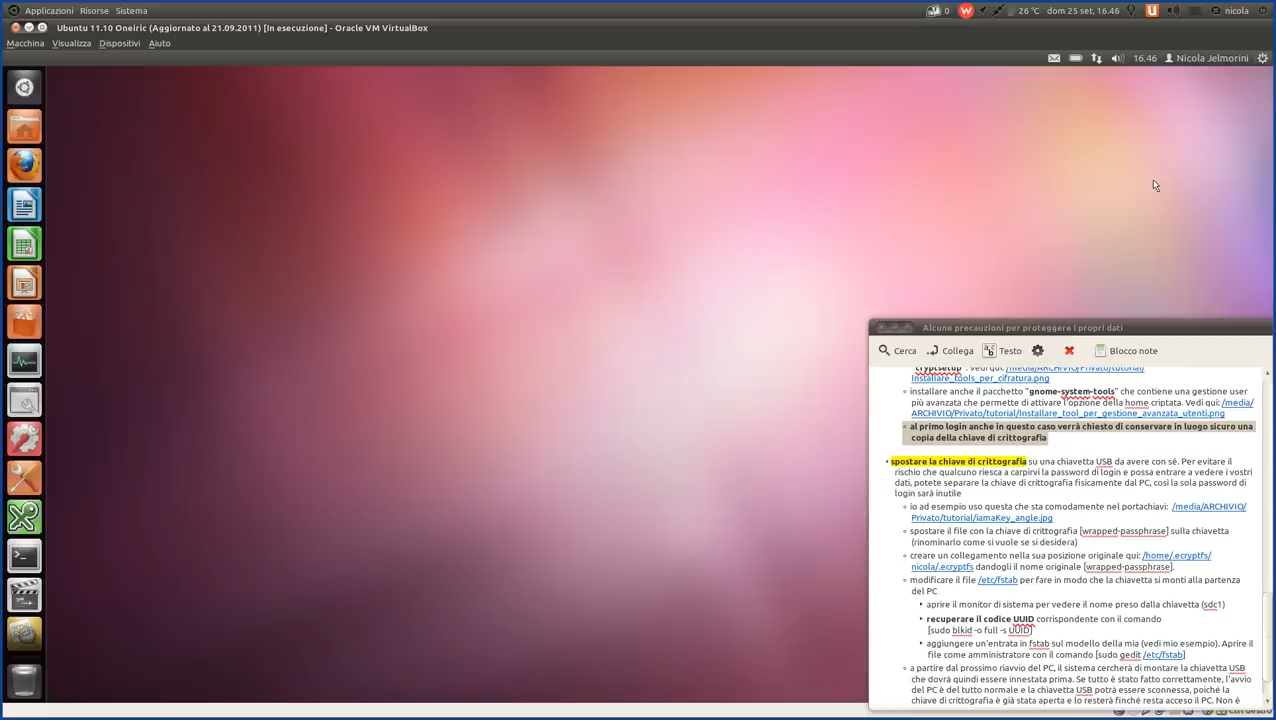 Applicazioni Risorse Sistema 0 26 °C dom 25 set, 16.46 nicola
Ubuntu 11.10 Oneiric (Aggiornato al 21.09.2011) [In esecuzione] - Oracle VM VirtualBox
Macchina Visualizza Dispositivi Aiuto
16.46 Nicola Jelmorini
Alcune precauzioni per proteggere i propri dati
Cerca Collega Testo Blocco note
"cryptsetup". Vedi qui: /media/ARCHIVIO/Privato/tutorial/
Installare_tools_per_cifratura.png
installare anche il pacchetto "gnome-system-tools" che contiene una gestione user
più avanzata che permette di attivare l'opzione della home criptata. Vedi qui: /media/
ARCHIVIO/Privato/tutorial/Installare_tool_per_gestione_avanzata_utenti.png
al primo login anche in questo caso verrà chiesto di conservare in luogo sicuro una
copia della chiave di crittografia
• spostare la chiave di crittografia su una chiavetta USB da avere con sé. Per evitare il
rischio che qualcuno riesca a carpirvi la password di login e possa entrare a vedere i vostri
dati, potete separare la chiave di crittografia fisicamente dal PC, così la sola password di
login sarà inutile
io ad esempio uso questa che sta comodamente nel portachiavi: /media/ARCHIVIO/
Privato/tutorial/iamaKey_angle.jpg
spostare il file con la chiave di crittografia [wrapped-passphrase] sulla chiavetta
(rinominarlo come si vuole se si desidera)
creare un collegamento nella sua posizione originale qui: /home/.ecryptfs/
nicola/.ecryptfs dandogli il nome originale [wrapped-passphrase].
modificare il file /etc/fstab per fare in modo che la chiavetta si monti alla partenza
del PC
aprire il monitor di sistema per vedere il nome preso dalla chiavetta (sdc1)
recuperare il codice UUID corrispondente con il comando
[sudo blkid -o full -s UUID]
aggiungere un'entrata in fstab sul modello della mia (vedi mio esempio). Aprire il
file come amministratore con il comando [sudo gedit /etc/fstab]
a partire dal prossimo riavvio del PC, il sistema cercherà di montare la chiavetta USB
che dovrà quindi essere innestata prima. Se tutto è stato fatto correttamente, l'avvio
del PC è del tutto normale e la chiavetta USB potrà essere sconnessa, poiché la
chiave di crittografia è già stata aperta e lo resterà finché resta acceso il PC. Non è
Ctrl destro